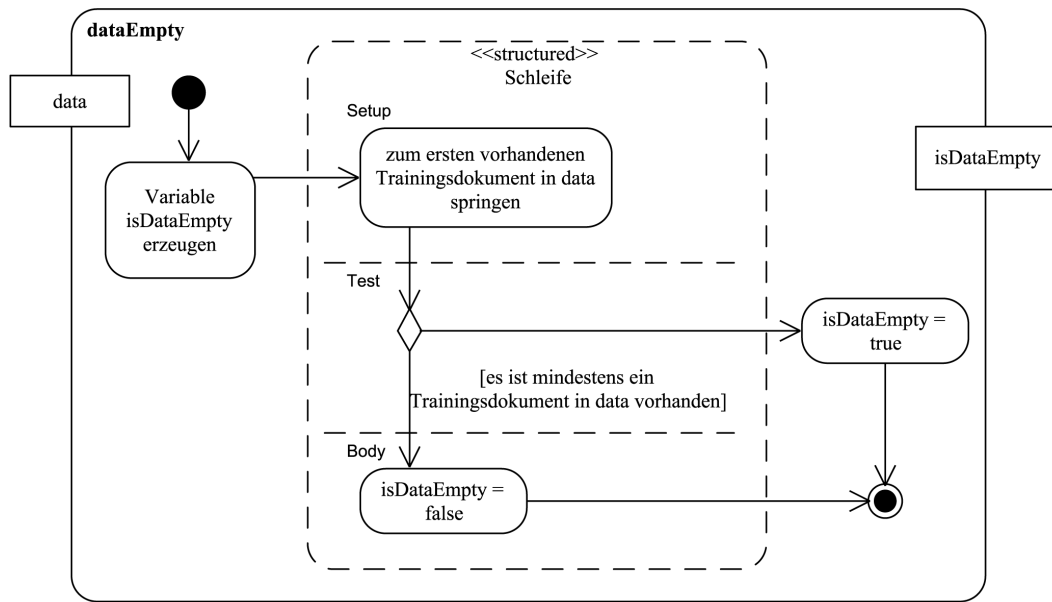 dataEmpty
data
Variable
isDataEmpty
erzeugen
<<structured>>
Schleife
Setup
zum ersten vorhandenen
Trainingsdokument in data
springen
Test
[es ist mindestens ein
Trainingsdokument in data vorhanden]
Body
isDataEmpty =
false
isDataEmpty =
true
isDataEmpty